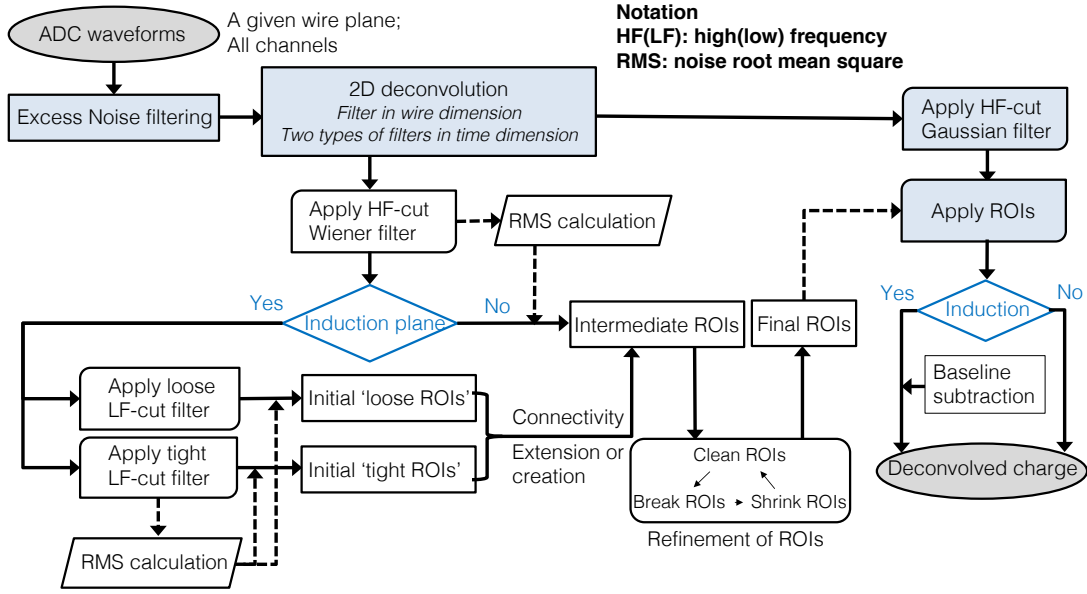 ADC waveforms
A given wire plane;
All channels
Notation
HF(LF): high(low) frequency
RMS: noise root mean square
Excess Noise filtering
2D deconvolution
Filter in wire dimension
Two types of filters in time dimension
Apply HF-cut
Gaussian filter
Apply HF-cut
Wiener filter
RMS calculation
Apply ROIs
Yes
Induction plane
No
Intermediate ROIs
Final ROIs
Yes
Induction
No
Apply loose
LF-cut filter
Initial ‘loose ROIs’
Connectivity
Extension or
creation
Baseline
subtraction
Apply tight
LF-cut filter
Initial ‘tight ROIs’
Clean ROIs
Break ROIs
Shrink ROIs
Refinement of ROIs
Deconvolved charge
RMS calculation